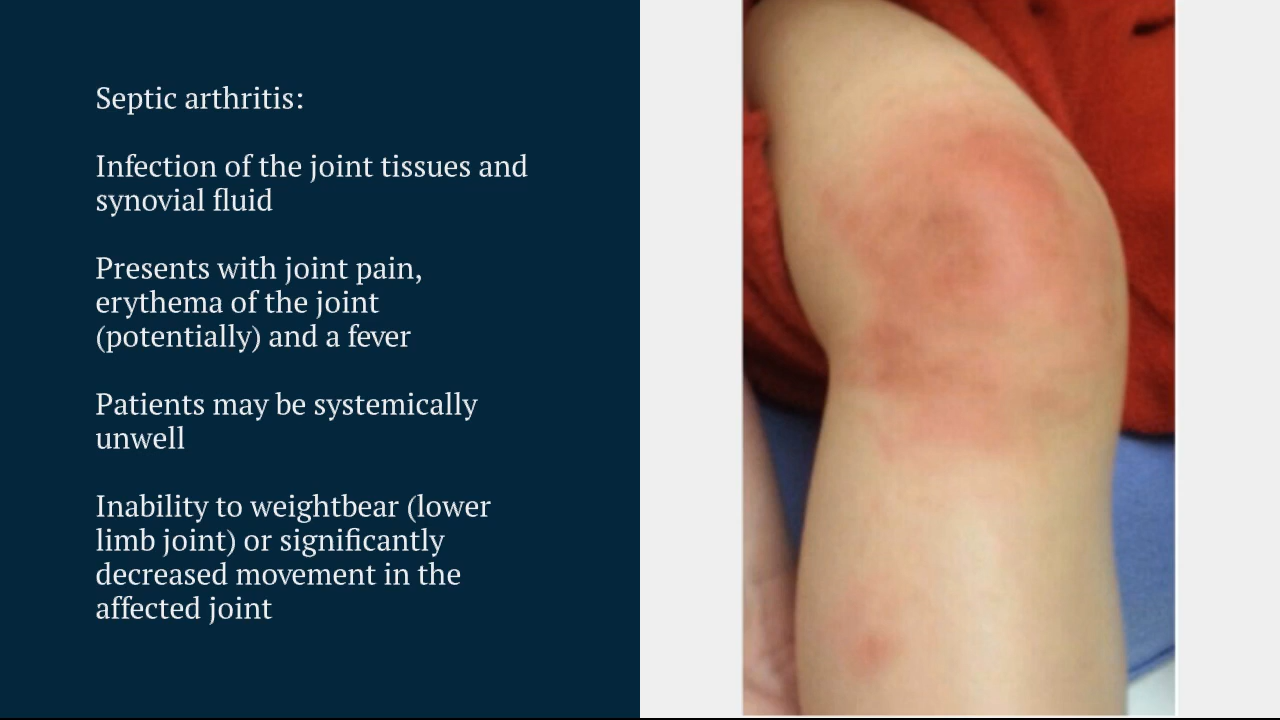 Septic arthritis:
Infection of the joint tissues and
synovial fluid
Presents with joint pain,
erythema of the joint
(potentially) and a fever
Patients may be systemically
unwell
Inability to weightbear (lower
limb joint) or significantly
decreased movement in the
affected joint